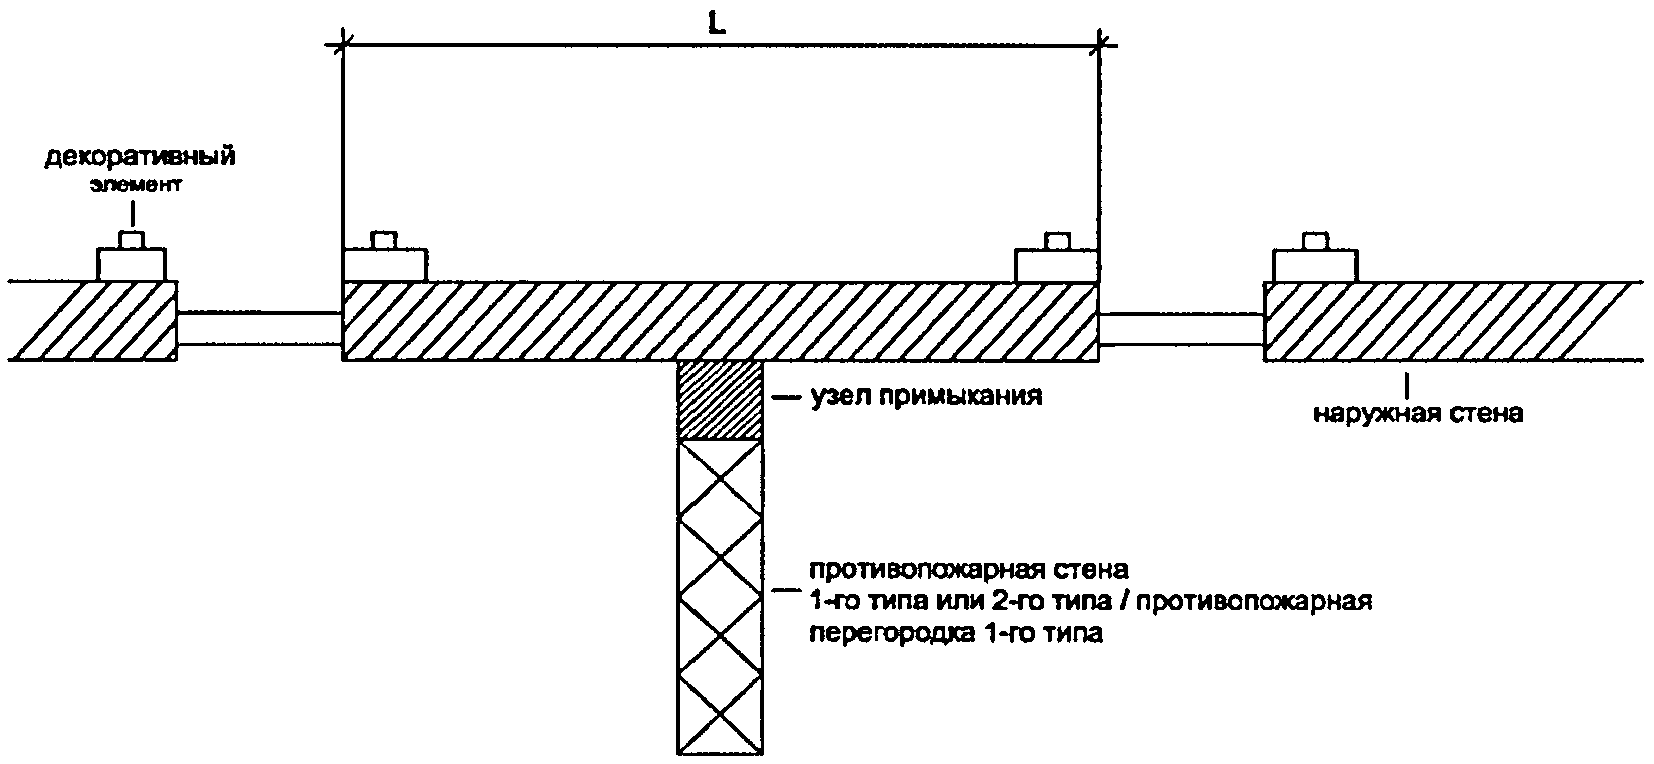 L
декоративный
элемент
узел примыкания
наружная стена
противопожарная стена
1-го типа или 2-го типа / противопожарная
перегородка 1-го типа